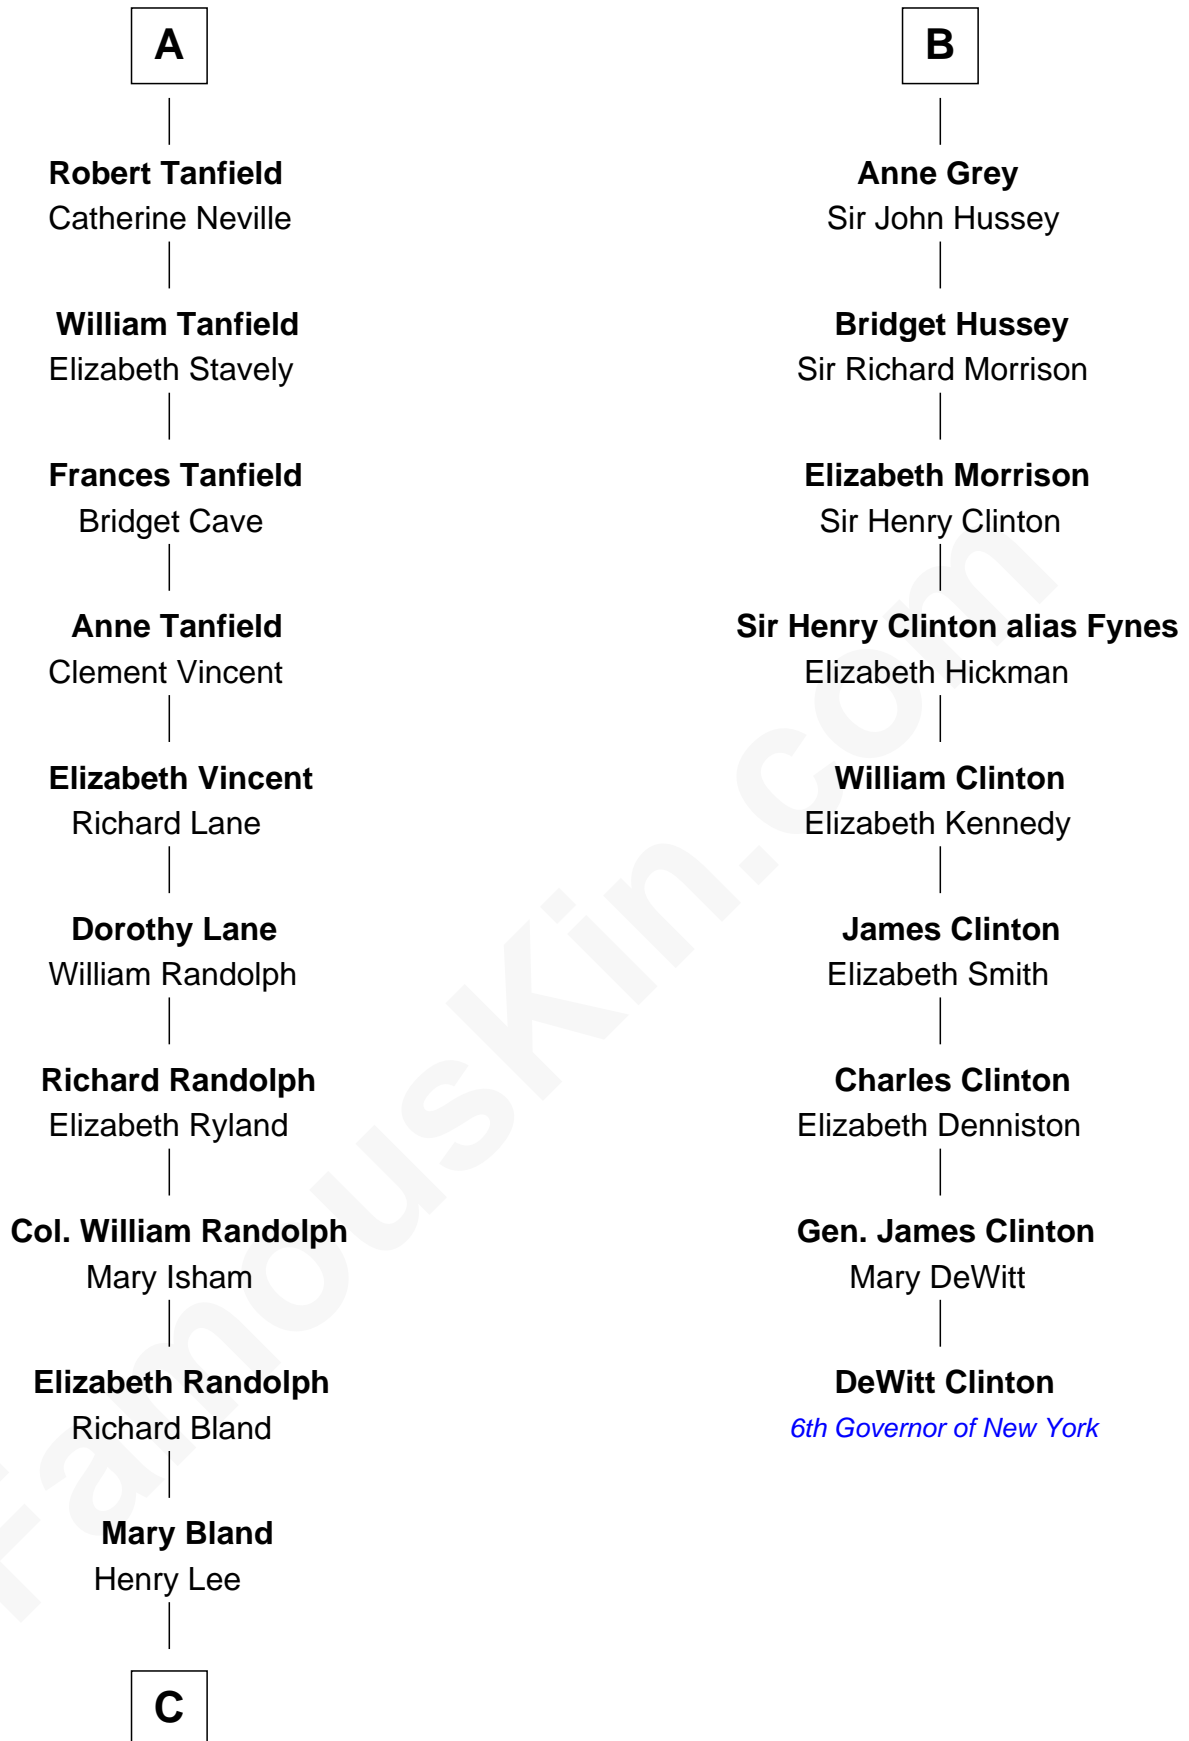 A
Robert Tanfield
Catherine Neville
William Tanfield
Elizabeth Stavely
Frances Tanfield
Bridget Cave
Anne Tanfield
Clement Vincent
Elizabeth Vincent
Richard Lane
Dorothy Lane
William Randolph
Richard Randolph
Elizabeth Ryland
Col. William Randolph
Mary Isham
Elizabeth Randolph
Richard Bland
Mary Bland
Henry Lee
C
B
Anne Grey
Sir John Hussey
Bridget Hussey
Sir Richard Morrison
Elizabeth Morrison
Sir Henry Clinton
Sir Henry Clinton alias Fynes
Elizabeth Hickman
William Clinton
Elizabeth Kennedy
James Clinton
Elizabeth Smith
Charles Clinton
Elizabeth Denniston
Gen. James Clinton
Mary DeWitt
DeWitt Clinton
6th Governor of New York
FamousKin.com